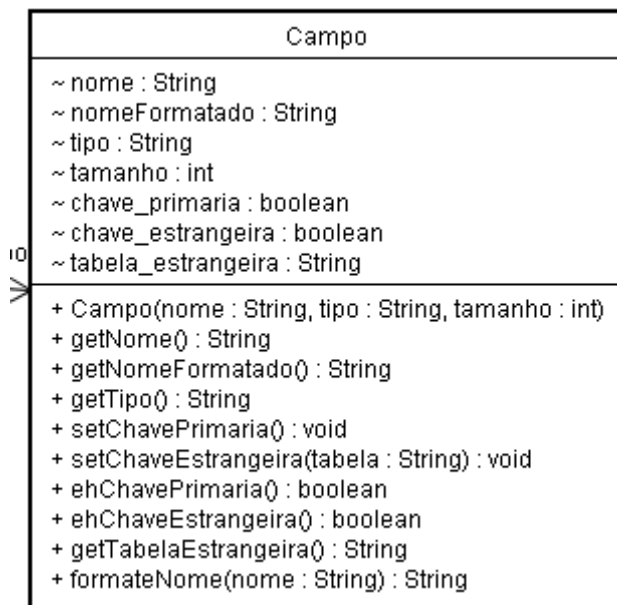 Campo
~ nome : String
~ nomeFormatado : String
~ tipo : String
~ tamanho : int
~ chave_primaria : boolean
~ chave_estrangeira : boolean
~ tabela_estrangeira : String
+ Campo(nome : String, tipo : String, tamanho : int)
+ getNome() : String
+ getNomeFormatado() : String
+ getTipo() : String
+ setChavePrimaria() : void
+ setChaveEstrangeira(tabela : String) : void
+ ehChavePrimaria() : boolean
+ ehChaveEstrangeira() : boolean
+ getTabelaEstrangeira() : String
+ formateNome(nome : String) : String